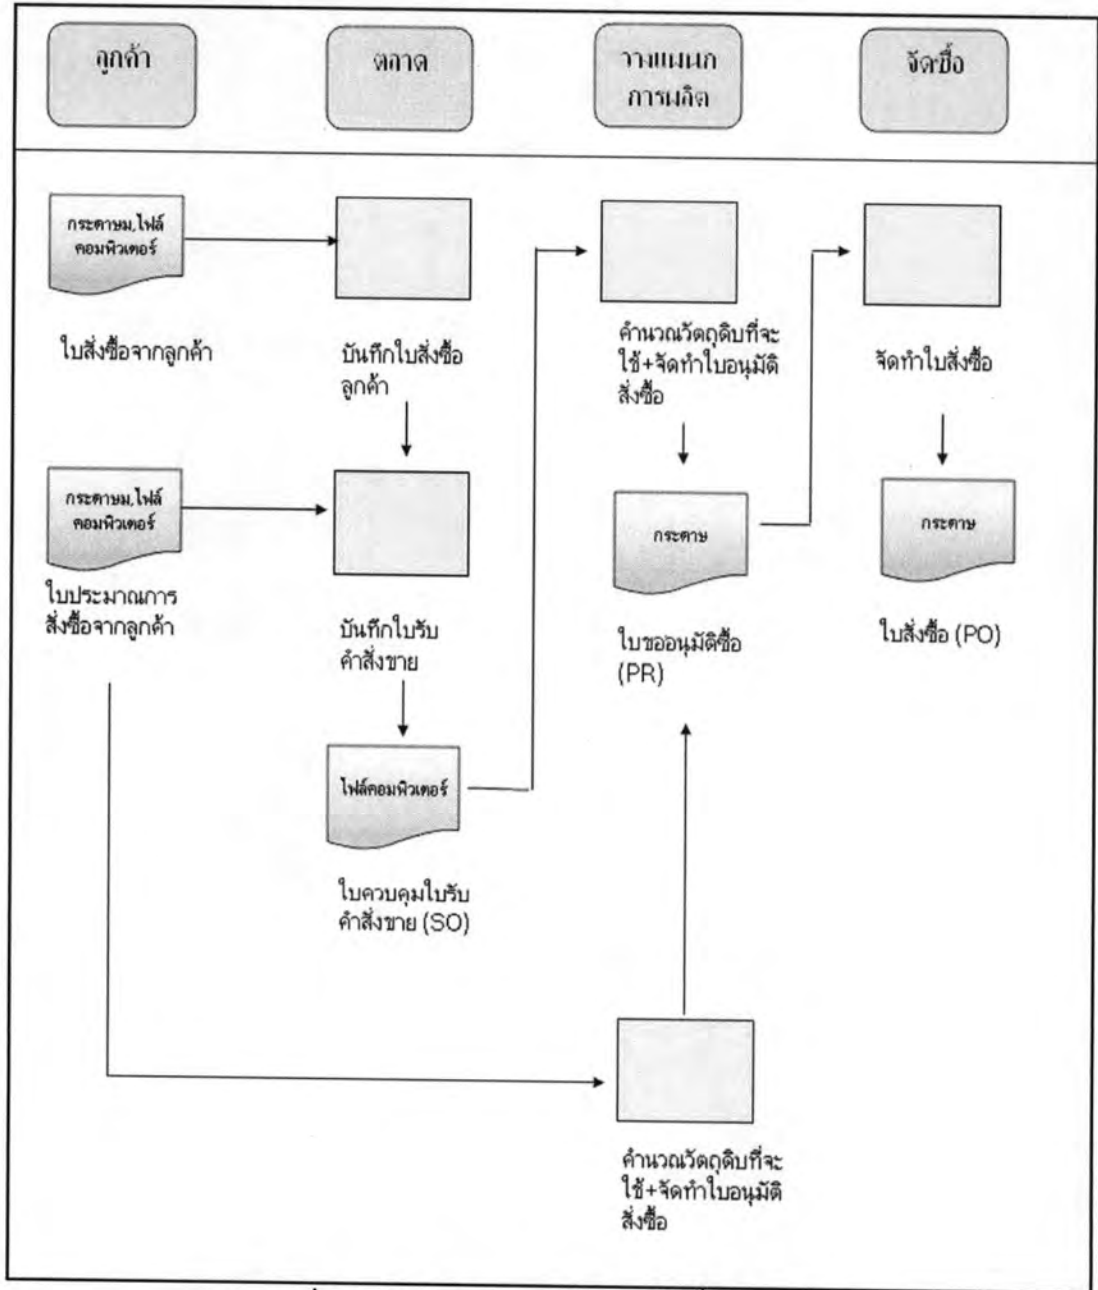 ลูกค้า
ตลาด
วางแผนก
การผลิต
จัดซื้อ
กระดาษม,ไฟล์
คอมพิวเตอร์
ใบสั่งซื้อจากลูกค้า
บันทึกใบสั่งซื้อ
ลูกค้า
คำนวณวัตถุดิบที่จะ
ใช้+จัดทำใบอนุมัติ
สั่งซื้อ
จัดทำใบสั่งซื้อ
กระดาษม,ไฟล์
คอมพิวเตอร์
ใบประมาณการ
สั่งซื้อจากลูกค้า
บันทึกใบรับ
คำสั่งขาย
กระดาษ
ใบขออนุมัติซื้อ
(PR)
กระดาษ
ใบสั่งซื้อ (PO)
ไฟล์คอมพิวเตอร์
ใบควบคุมใบรับ
คำสั่งขาย (SO)
คำนวณวัตถุดิบที่จะ
ใช้+จัดทำใบอนุมัติ
สั่งซื้อ